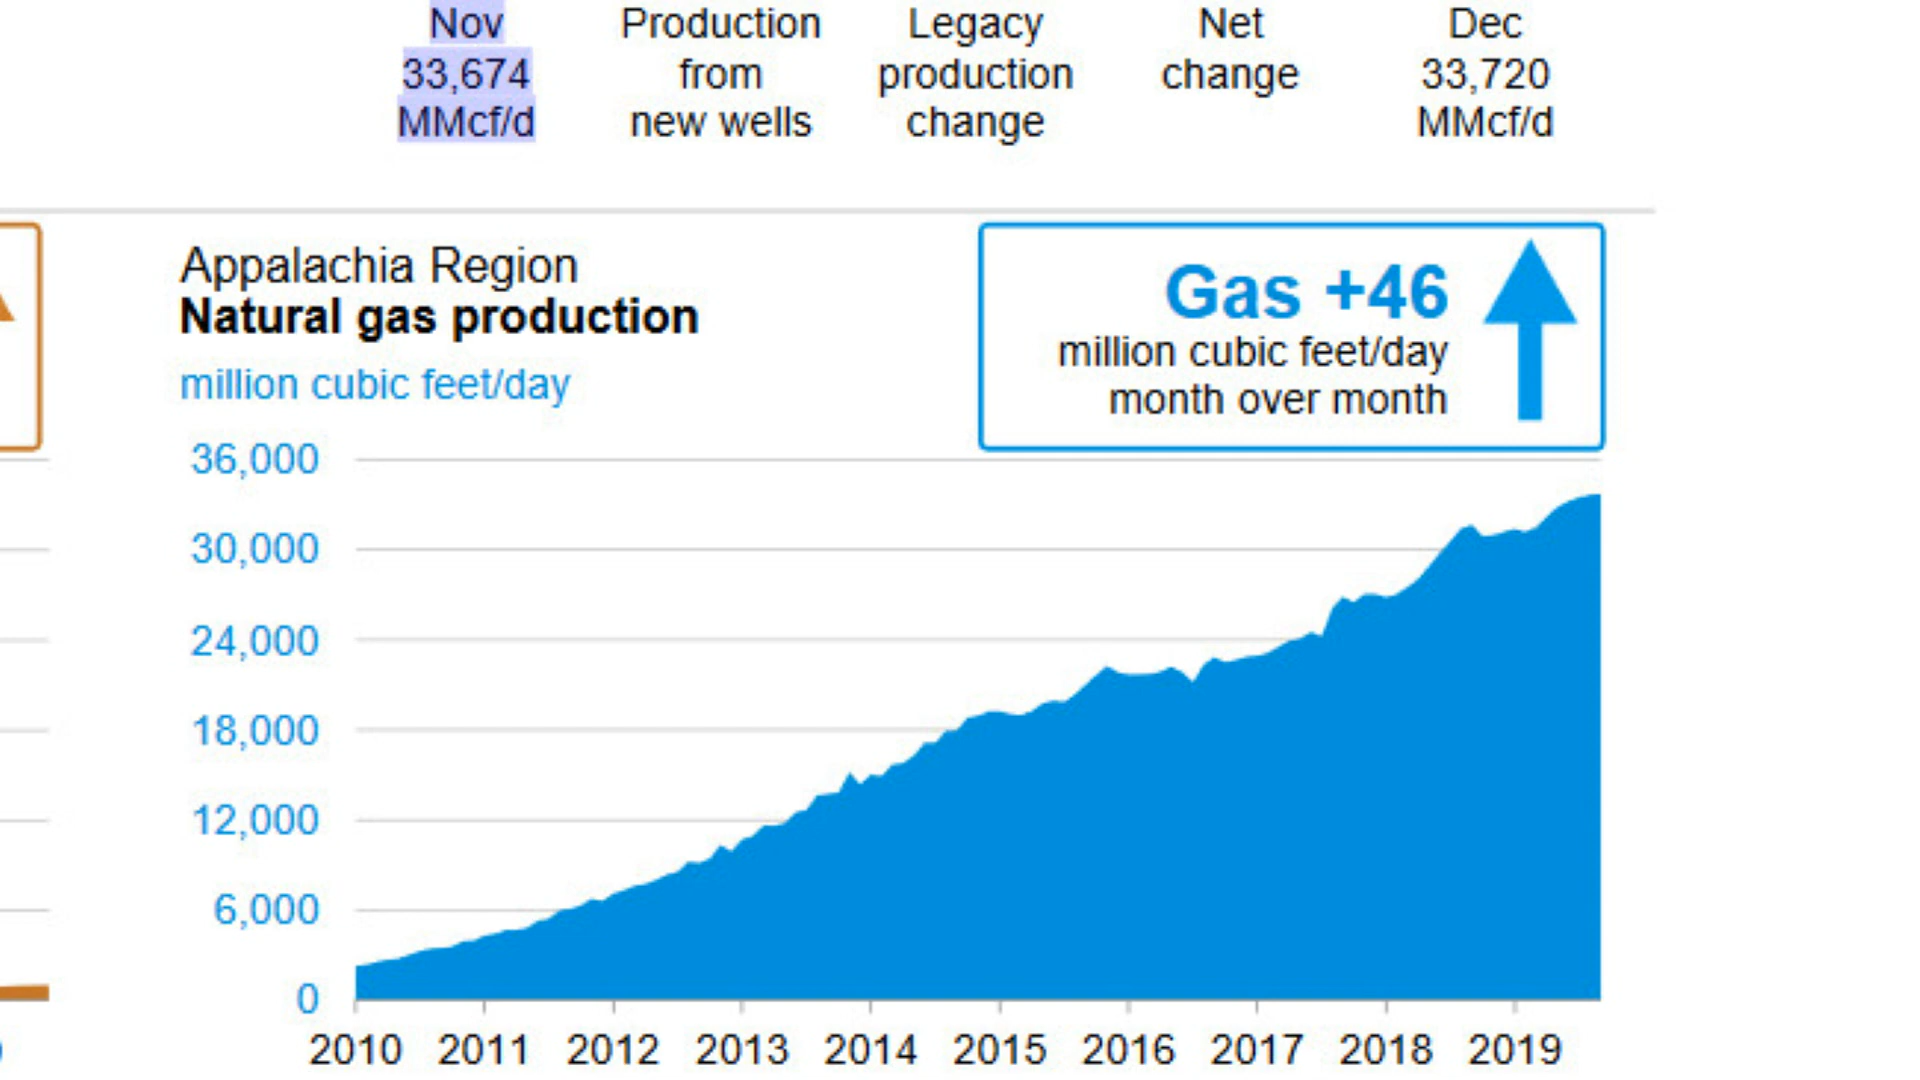 Nov
33,674
MMcf/d
Production
from
new wells
Legacy
production
change
Net
change
Dec
33,720
MMcf/d
Appalachia Region
Natural gas production
million cubic feet/day
Gas +46
million cubic feet/day
month over month
36,000
30,000
24,000
18,000
12,000
6,000
0
2010 2011 2012 2013 2014 2015 2016 2017 2018 2019